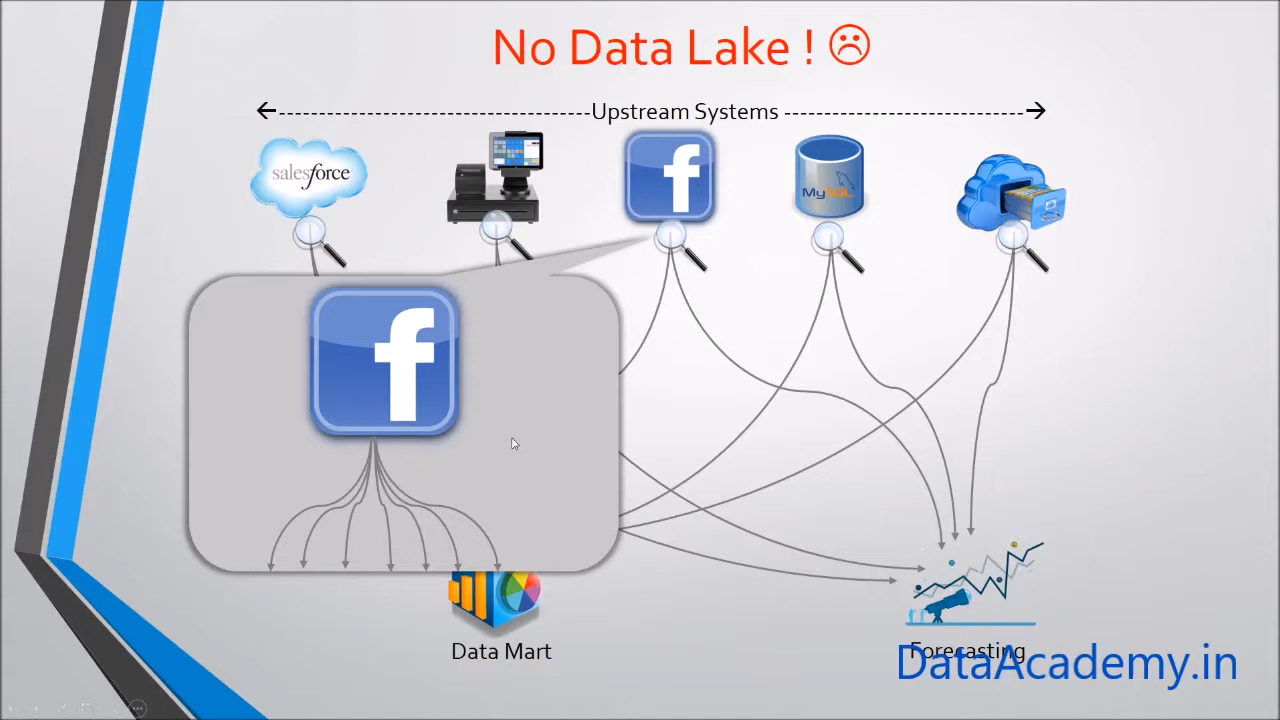 No Data Lake ! ☹
←------------------------------Upstream Systems -----------------------→
salesforce
f
MySQL
f
Data Mart
Forecasting
DataAcademy.in